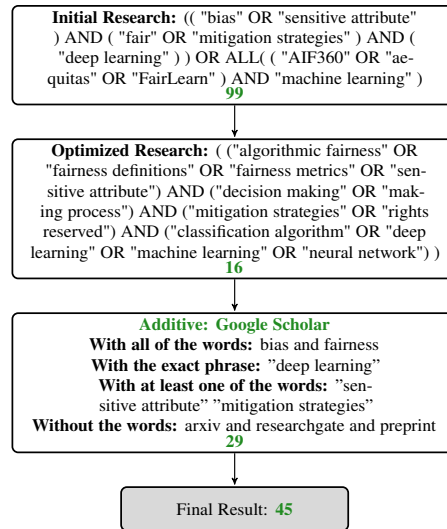 Initial Research: (( "bias" OR "sensitive attribute"
) AND ( "fair" OR "mitigation strategies" ) AND (
"deep learning" ) ) OR ALL( ( "AIF360" OR "ae-
quitas" OR "FairLearn" ) AND "machine learning" )
99
Optimized Research: ( ("algorithmic fairness" OR
"fairness definitions" OR "fairness metrics" OR "sen-
sitive attribute") AND ("decision making" OR "mak-
ing process") AND ("mitigation strategies" OR "rights
reserved") AND ("classification algorithm" OR "deep
learning" OR "machine learning" OR "neural network") )
16
Additive: Google Scholar
With all of the words: bias and fairness
With the exact phrase: ”deep learning”
With at least one of the words: ”sen-
sitive attribute” ”mitigation strategies”
Without the words: arxiv and researchgate and preprint
29
Final Result: 45